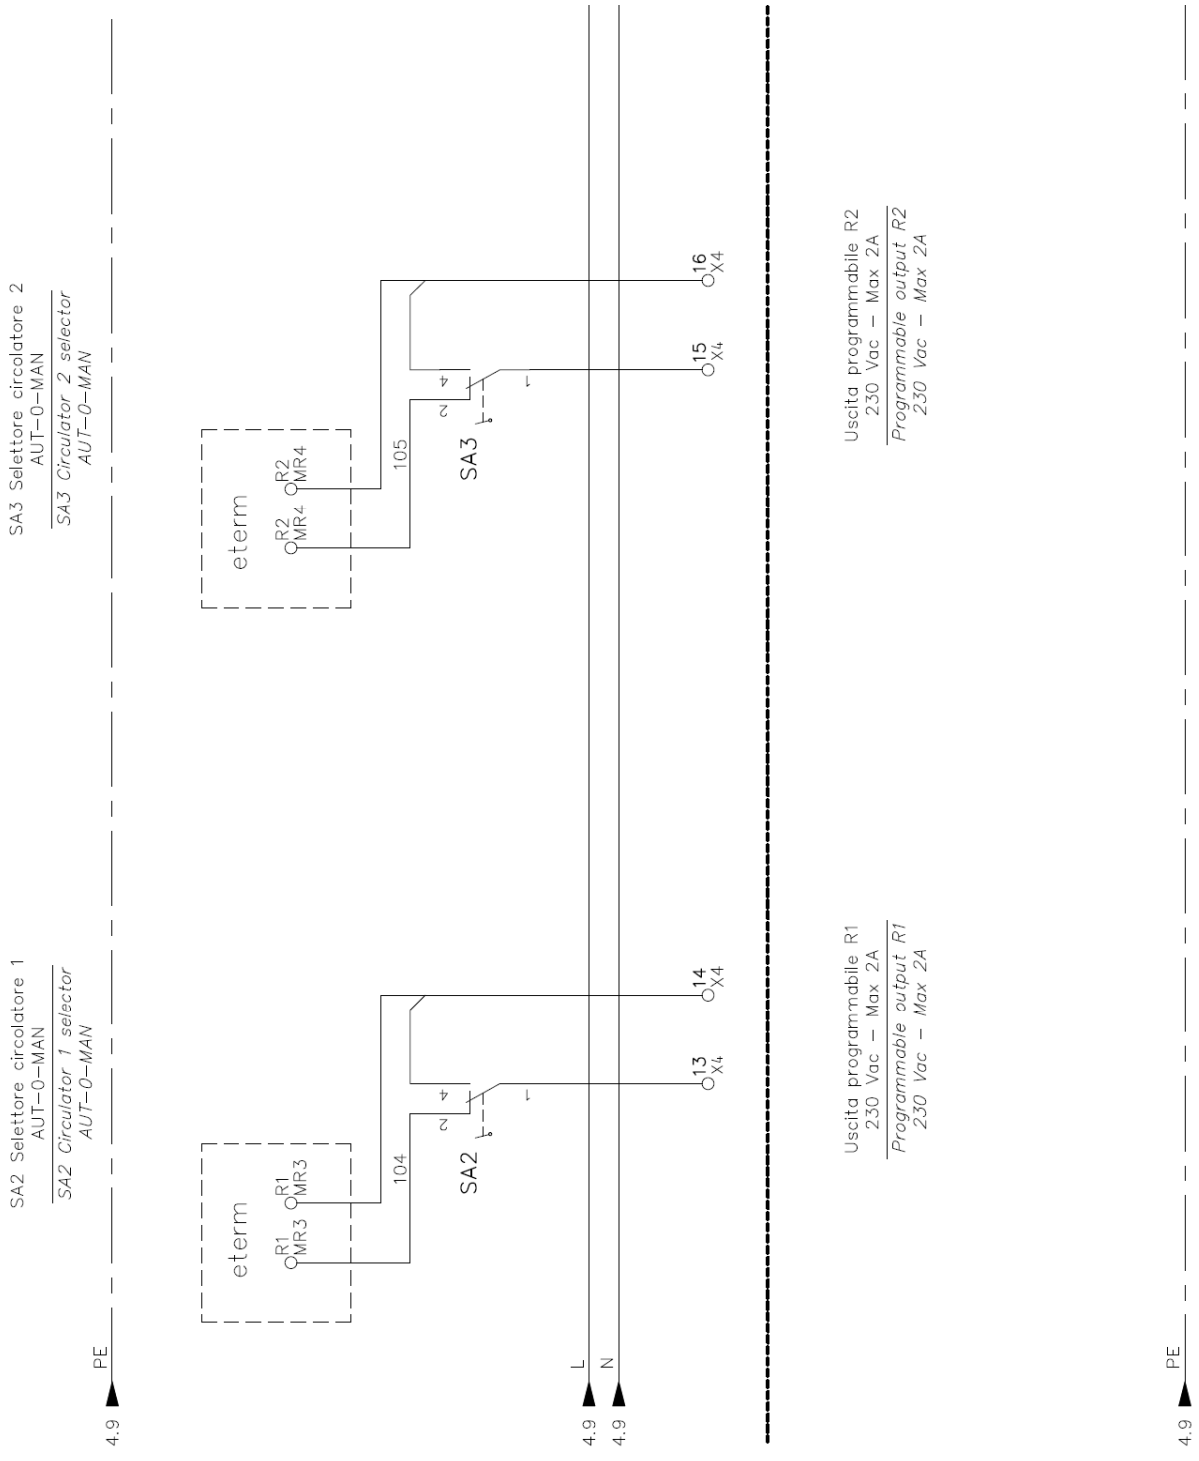 SA2 Selettore circolatore 1
AUT-0-MAN
SA2 Circulator 1 selector
AUT-0-MAN
SA3 Selettore circolatore 2
AUT-0-MAN
SA3 Circulator 2 selector
AUT-0-MAN
4.9
PE
eterm
R1
MR3
R1
MR3
104
2
4
SA2
1
eterm
R2
MR4
R2
MR4
105
2
4
SA3
1
4.9
L
4.9
N
13
X4
14
X4
15
X4
16
X4
Uscita programmabile R1
230 Vac - Max 2A
Programmable output R1
230 Vac - Max 2A
Uscita programmabile R2
230 Vac - Max 2A
Programmable output R2
230 Vac - Max 2A
4.9
PE